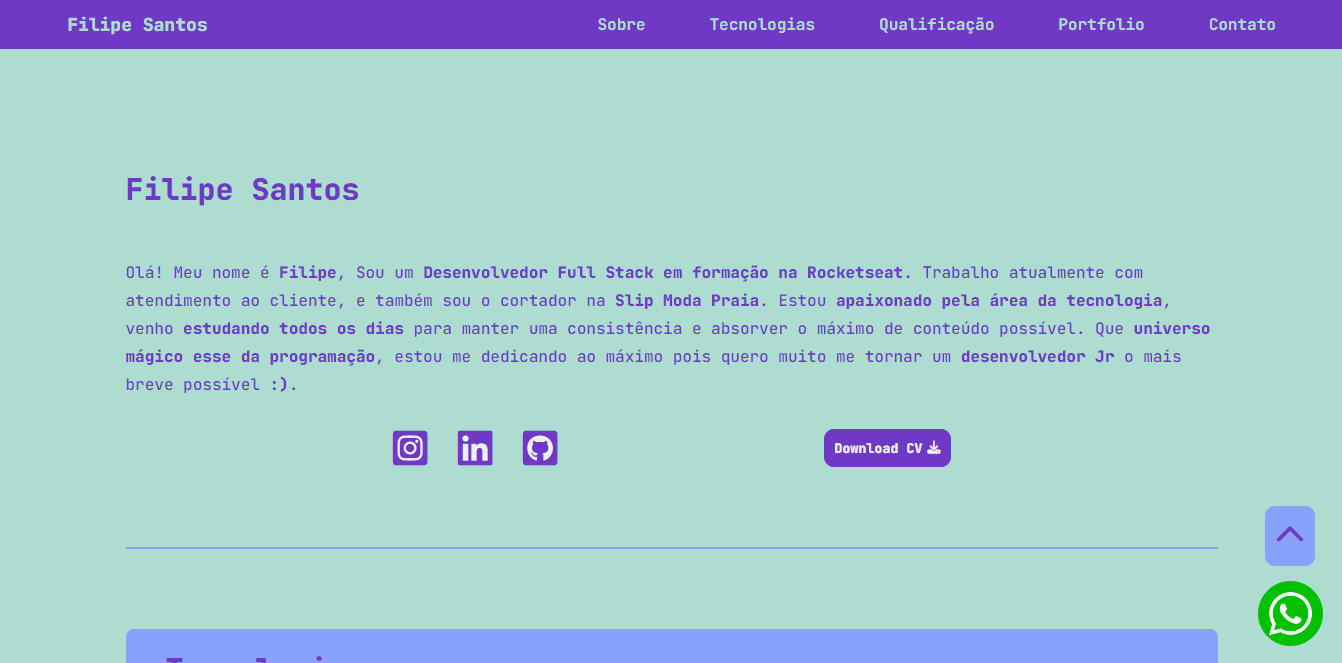 Filipe Santos
Sobre
Tecnologias
Qualificação
Portfolio
Contato
Filipe Santos
Olá! Meu nome é Filipe, Sou um Desenvolvedor Full Stack em formação na Rocketseat. Trabalho atualmente com
atendimento ao cliente, e também sou o cortador na Slip Moda Praia. Estou apaixonado pela área da tecnologia,
venho estudando todos os dias para manter uma consistência e absorver o máximo de conteúdo possível. Que universo
mágico esse da programação, estou me dedicando ao máximo pois quero muito me tornar um desenvolvedor Jr o mais
breve possível :).
in
Download CV